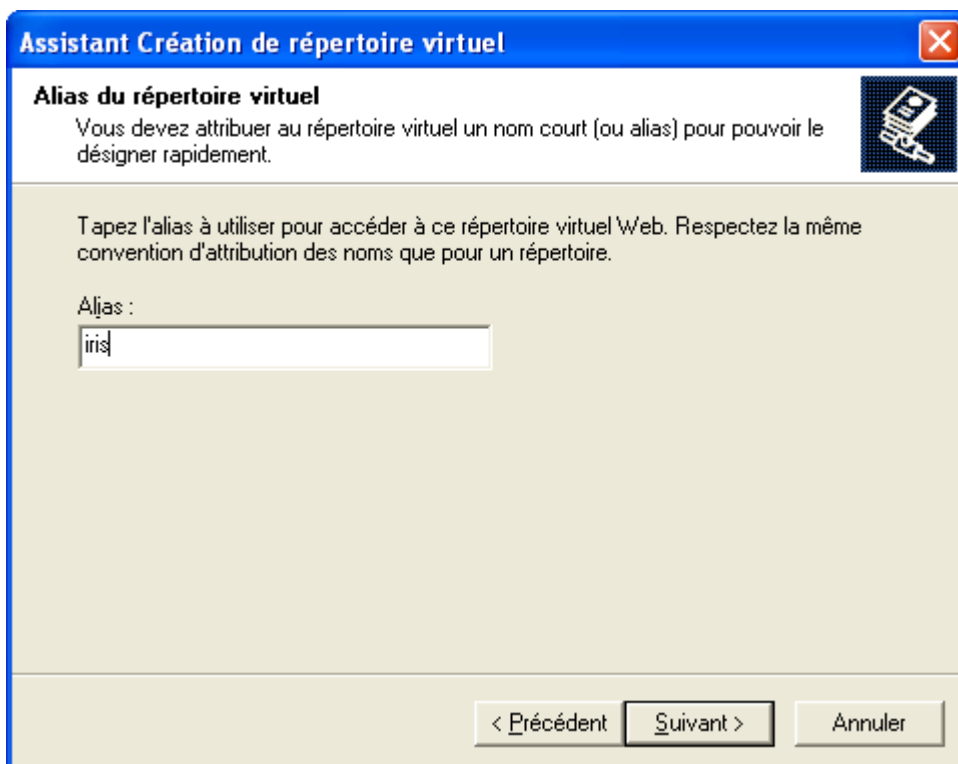 Assistant Création de répertoire virtuel
Alias du répertoire virtuel
Vous devez attribuer au répertoire virtuel un nom court (ou alias) pour pouvoir le
désigner rapidement.
Tapez l'alias à utiliser pour accéder à ce répertoire virtuel Web. Respectez la même
convention d'attribution des noms que pour un répertoire.
Alias :
iris
< Précédent Suivant > Annuler